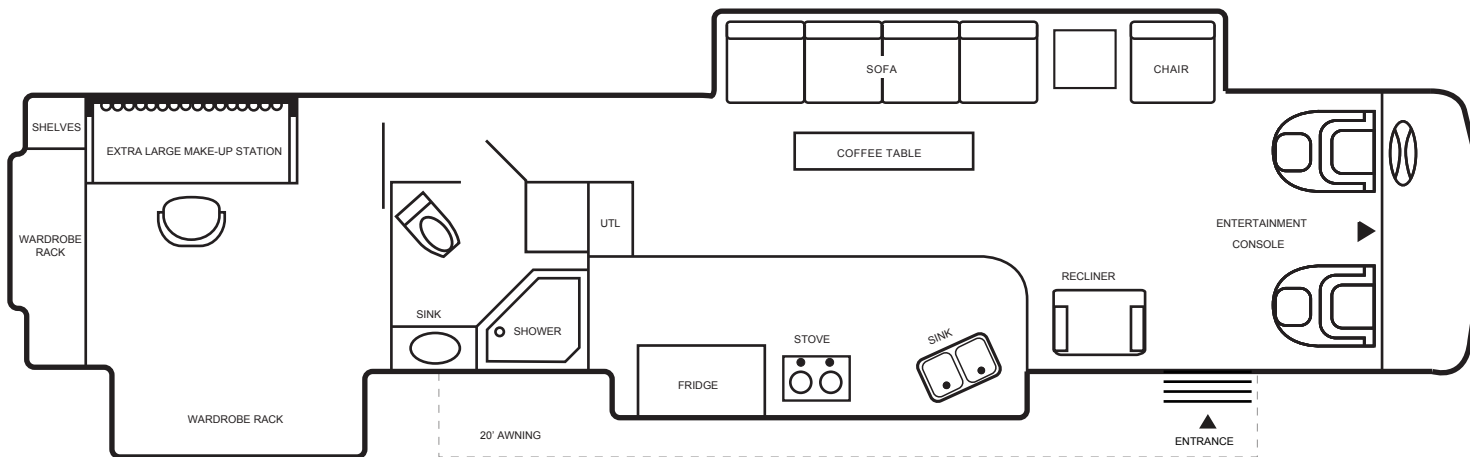 SOFA
CHAIR
SHELVES
EXTRA LARGE MAKE-UP STATION
COFFEE TABLE
WARDROBE
RACK
UTL
ENTERTAINMENT
CONSOLE
RECLINER
SINK
SHOWER
STOVE
SINK
FRIDGE
WARDROBE RACK
20' AWNING
ENTRANCE